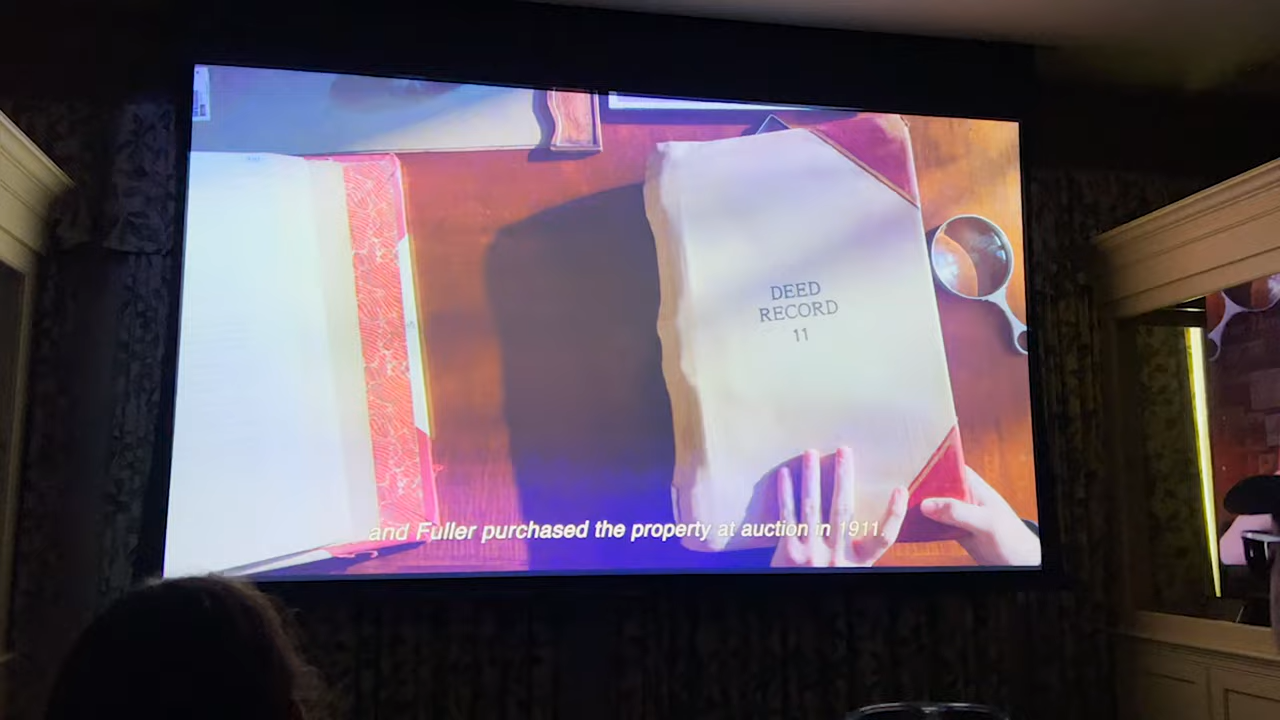 DEED
RECORD
11
and Fuller purchased the property at auction in 1911.